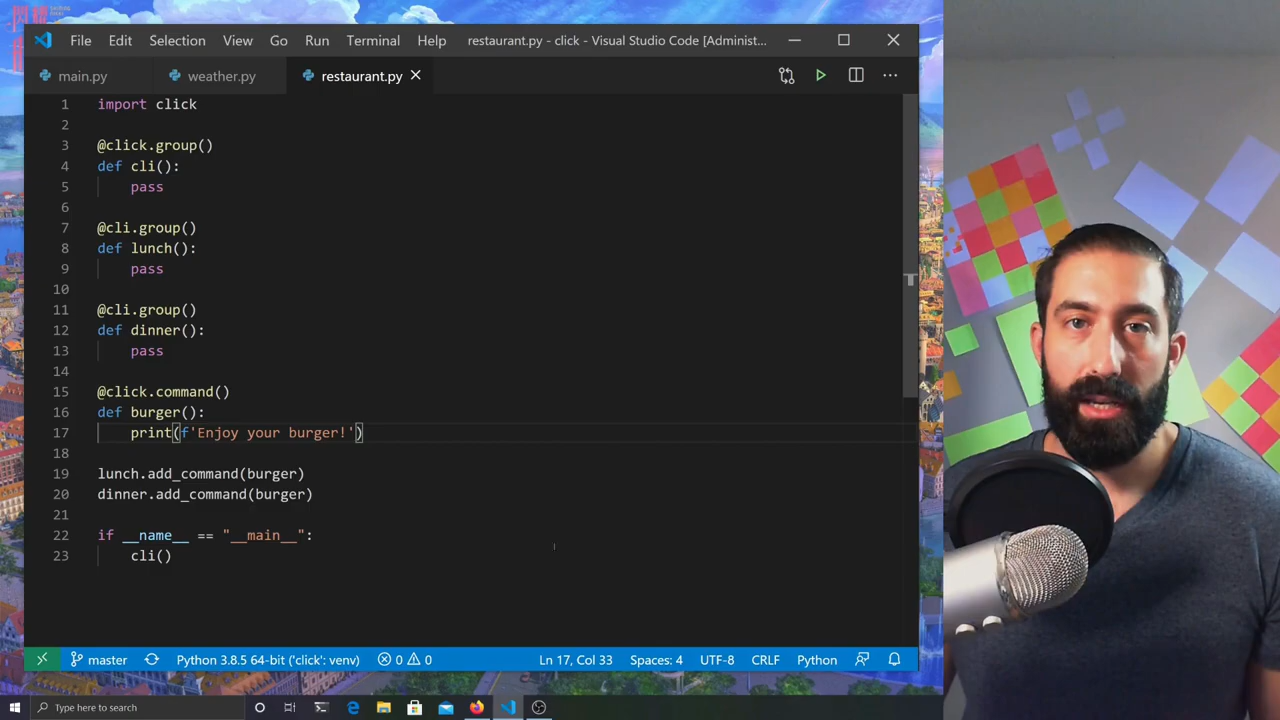 File Edit Selection View Go Run Terminal Help restaurant.py - click - Visual Studio Code [Administ...
main.py weather.py restaurant.py
1 import click
2
3 @click.group()
4 def cli():
5 pass
6
7 @cli.group()
8 def lunch():
9 pass
10
11 @cli.group()
12 def dinner():
13 pass
14
15 @click.command()
16 def burger():
17 print(f'Enjoy your burger!')
18
19 lunch.add_command(burger)
20 dinner.add_command(burger)
21
22 if __name__ == "__main__":
23 cli()
master Python 3.8.5 64-bit ('click': venv) 0 0 Ln 17, Col 33 Spaces: 4 UTF-8 CRLF Python
Type here to search